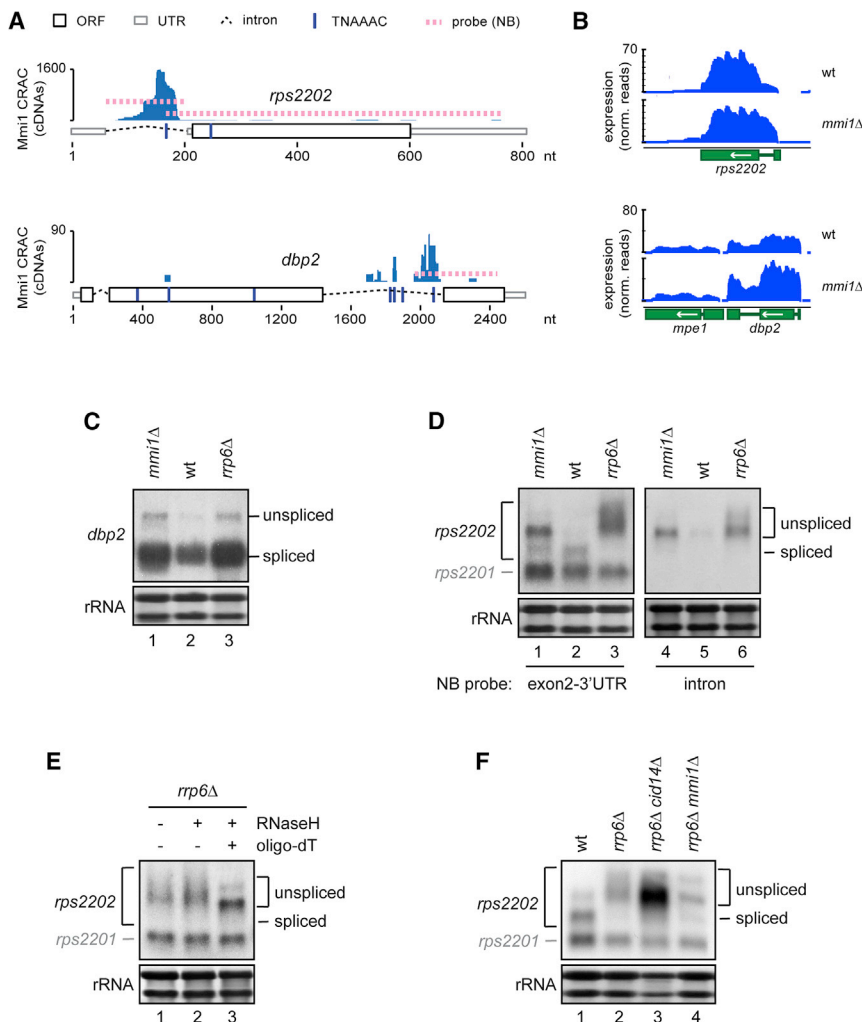 A
ORF
UTR
intron
TNAAAC
probe (NB)
1600
Mmi1 CRAC
(cDNAs)
rps2202
1
200
400
600
800
nt
90
Mmi1 CRAC
(cDNAs)
dbp2
1
400
800
1200
1600
2000
2400
nt
B
70
expression
(norm. reads)
wt
mmi1Δ
rps2202
80
expression
(norm. reads)
wt
mmi1Δ
mpe1
dbp2
C
mmi1Δ
wt
rrp6Δ
dbp2
unspliced
spliced
rRNA
1 2 3
D
mmi1Δ
wt
rrp6Δ
mmi1Δ
wt
rrp6Δ
rps2202
rps2201
unspliced
spliced
rRNA
rRNA
1 2 3
4 5 6
NB probe: exon2-3'UTR
intron
E
rrp6Δ
- + + RNaseH
- - + oligo-dT
rps2202
rps2201
unspliced
spliced
rRNA
1 2 3
F
wt
rrp6Δ
rrp6Δ cid14Δ
rrp6Δ mmi1Δ
rps2202
rps2201
unspliced
spliced
rRNA
1 2 3 4